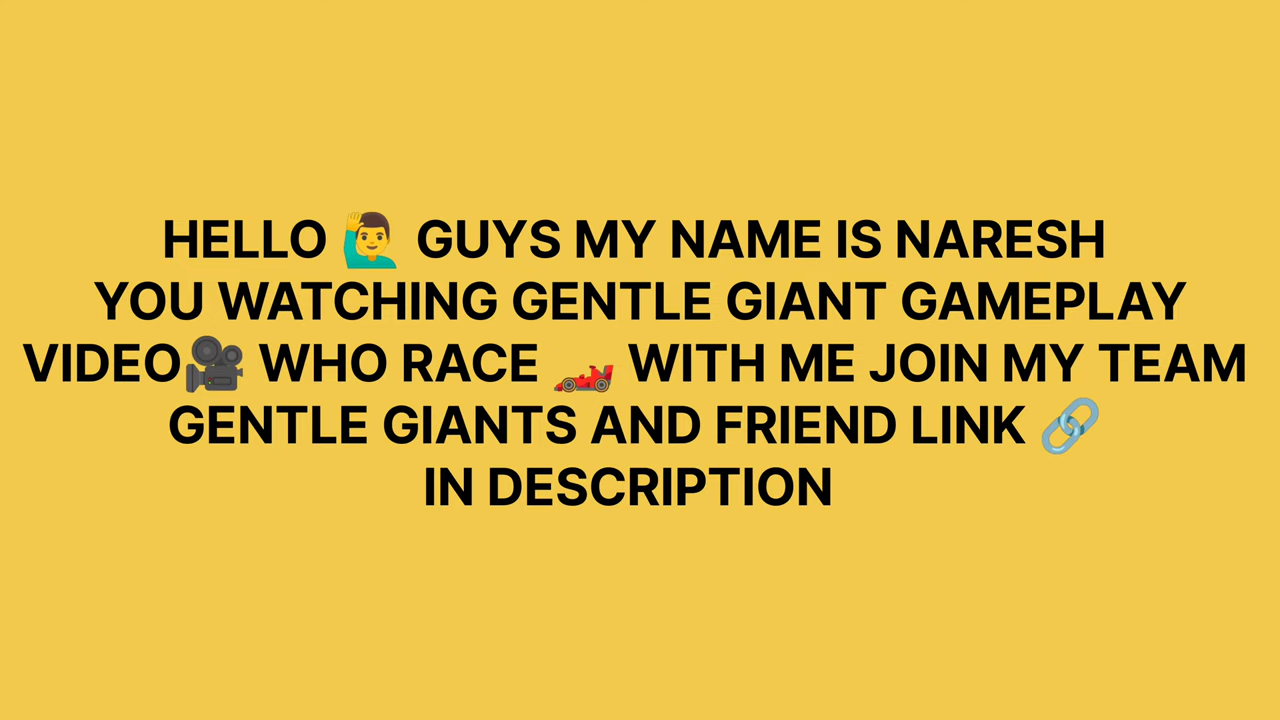 HELLO 🙋‍♂️ GUYS MY NAME IS NARESH
YOU WATCHING GENTLE GIANT GAMEPLAY
VIDEO🎥 WHO RACE 🏎️ WITH ME JOIN MY TEAM
GENTLE GIANTS AND FRIEND LINK 🔗
IN DESCRIPTION